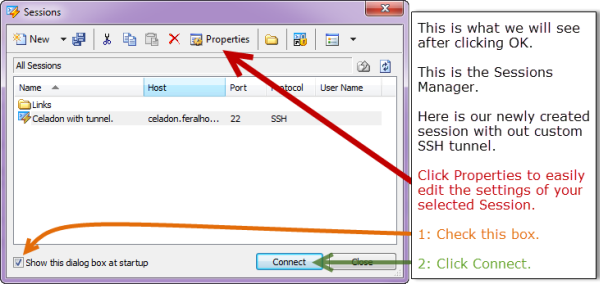 Sessions
New
Properties
All Sessions
Name Host Port Protocol User Name
Links
Celadon with tunnel. celadon.feralho... 22 SSH
Show this dialog box at startup
Connect
Close
This is what we will see
after clicking OK.
This is the Sessions
Manager.
Here is our newly created
session with out custom
SSH tunnel.
Click Properties to easily
edit the settings of your
selected Session.
1: Check this box.
2: Click Connect.